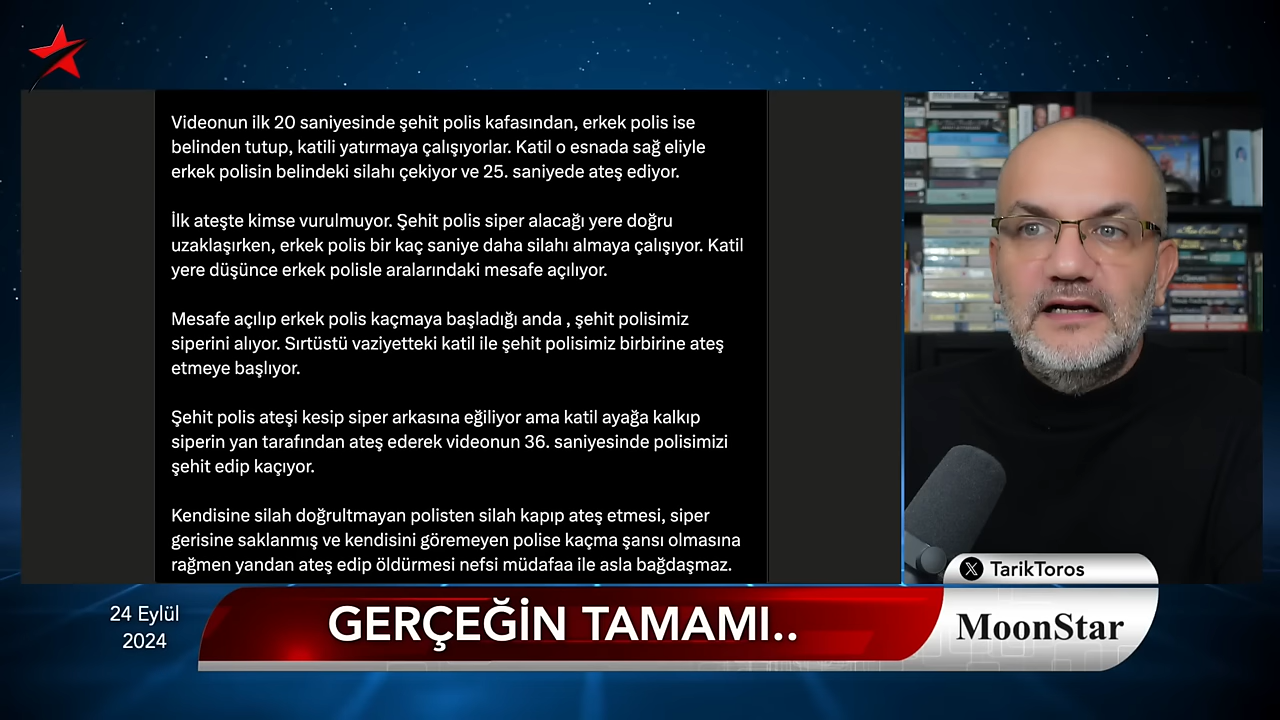 Videonun ilk 20 saniyesinde şehit polis kafasından, erkek polis ise
belinden tutup, katili yatırmaya çalışıyorlar. Katil o esnada sağ eliyle
erkek polisin belindeki silahı çekiyor ve 25. saniyede ateş ediyor.
İlk ateşte kimse vurulmuyor. Şehit polis siper alacağı yere doğru
uzaklaşırken, erkek polis bir kaç saniye daha silahı almaya çalışıyor. Katil
yere düşünce erkek polisle aralarındaki mesafe açılıyor.
Mesafe açılıp erkek polis kaçmaya başladığı anda , şehit polisimiz
siperini alıyor. Sırtüstü vaziyetteki katil ile şehit polisimiz birbirine ateş
etmeye başlıyor.
Şehit polis ateşi kesip siper arkasına eğiliyor ama katil ayağa kalkıp
siperin yan tarafından ateş ederek videonun 36. saniyesinde polisimizi
şehit edip kaçıyor.
Kendisine silah doğrultmayan polisten silah kapıp ateş etmesi, siper
gerisine saklanmış ve kendisini göremeyen polise kaçma şansı olmasına
rağmen yandan ateş edip öldürmesi nefsi müdafaa ile asla bağdaşmaz.
X TarikToros
24 Eylül
2024
GERÇEĞİN TAMAMI..
MoonStar